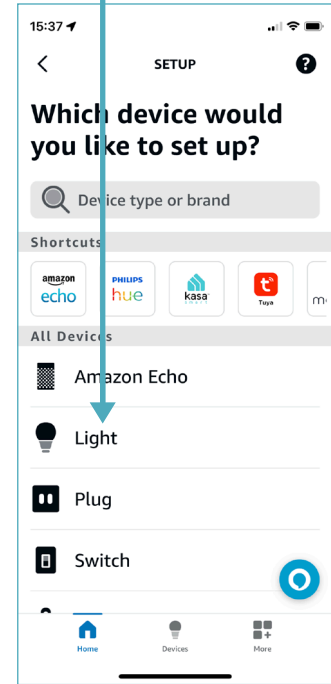 15:37
SETUP
?
Which device would
you like to set up?
Device type or brand
Shortcuts
amazon
echo
PHILIPS
hue
kasa
smart
Tuya
m
All Devices
Amazon Echo
Light
Plug
Switch
Home
Devices
More